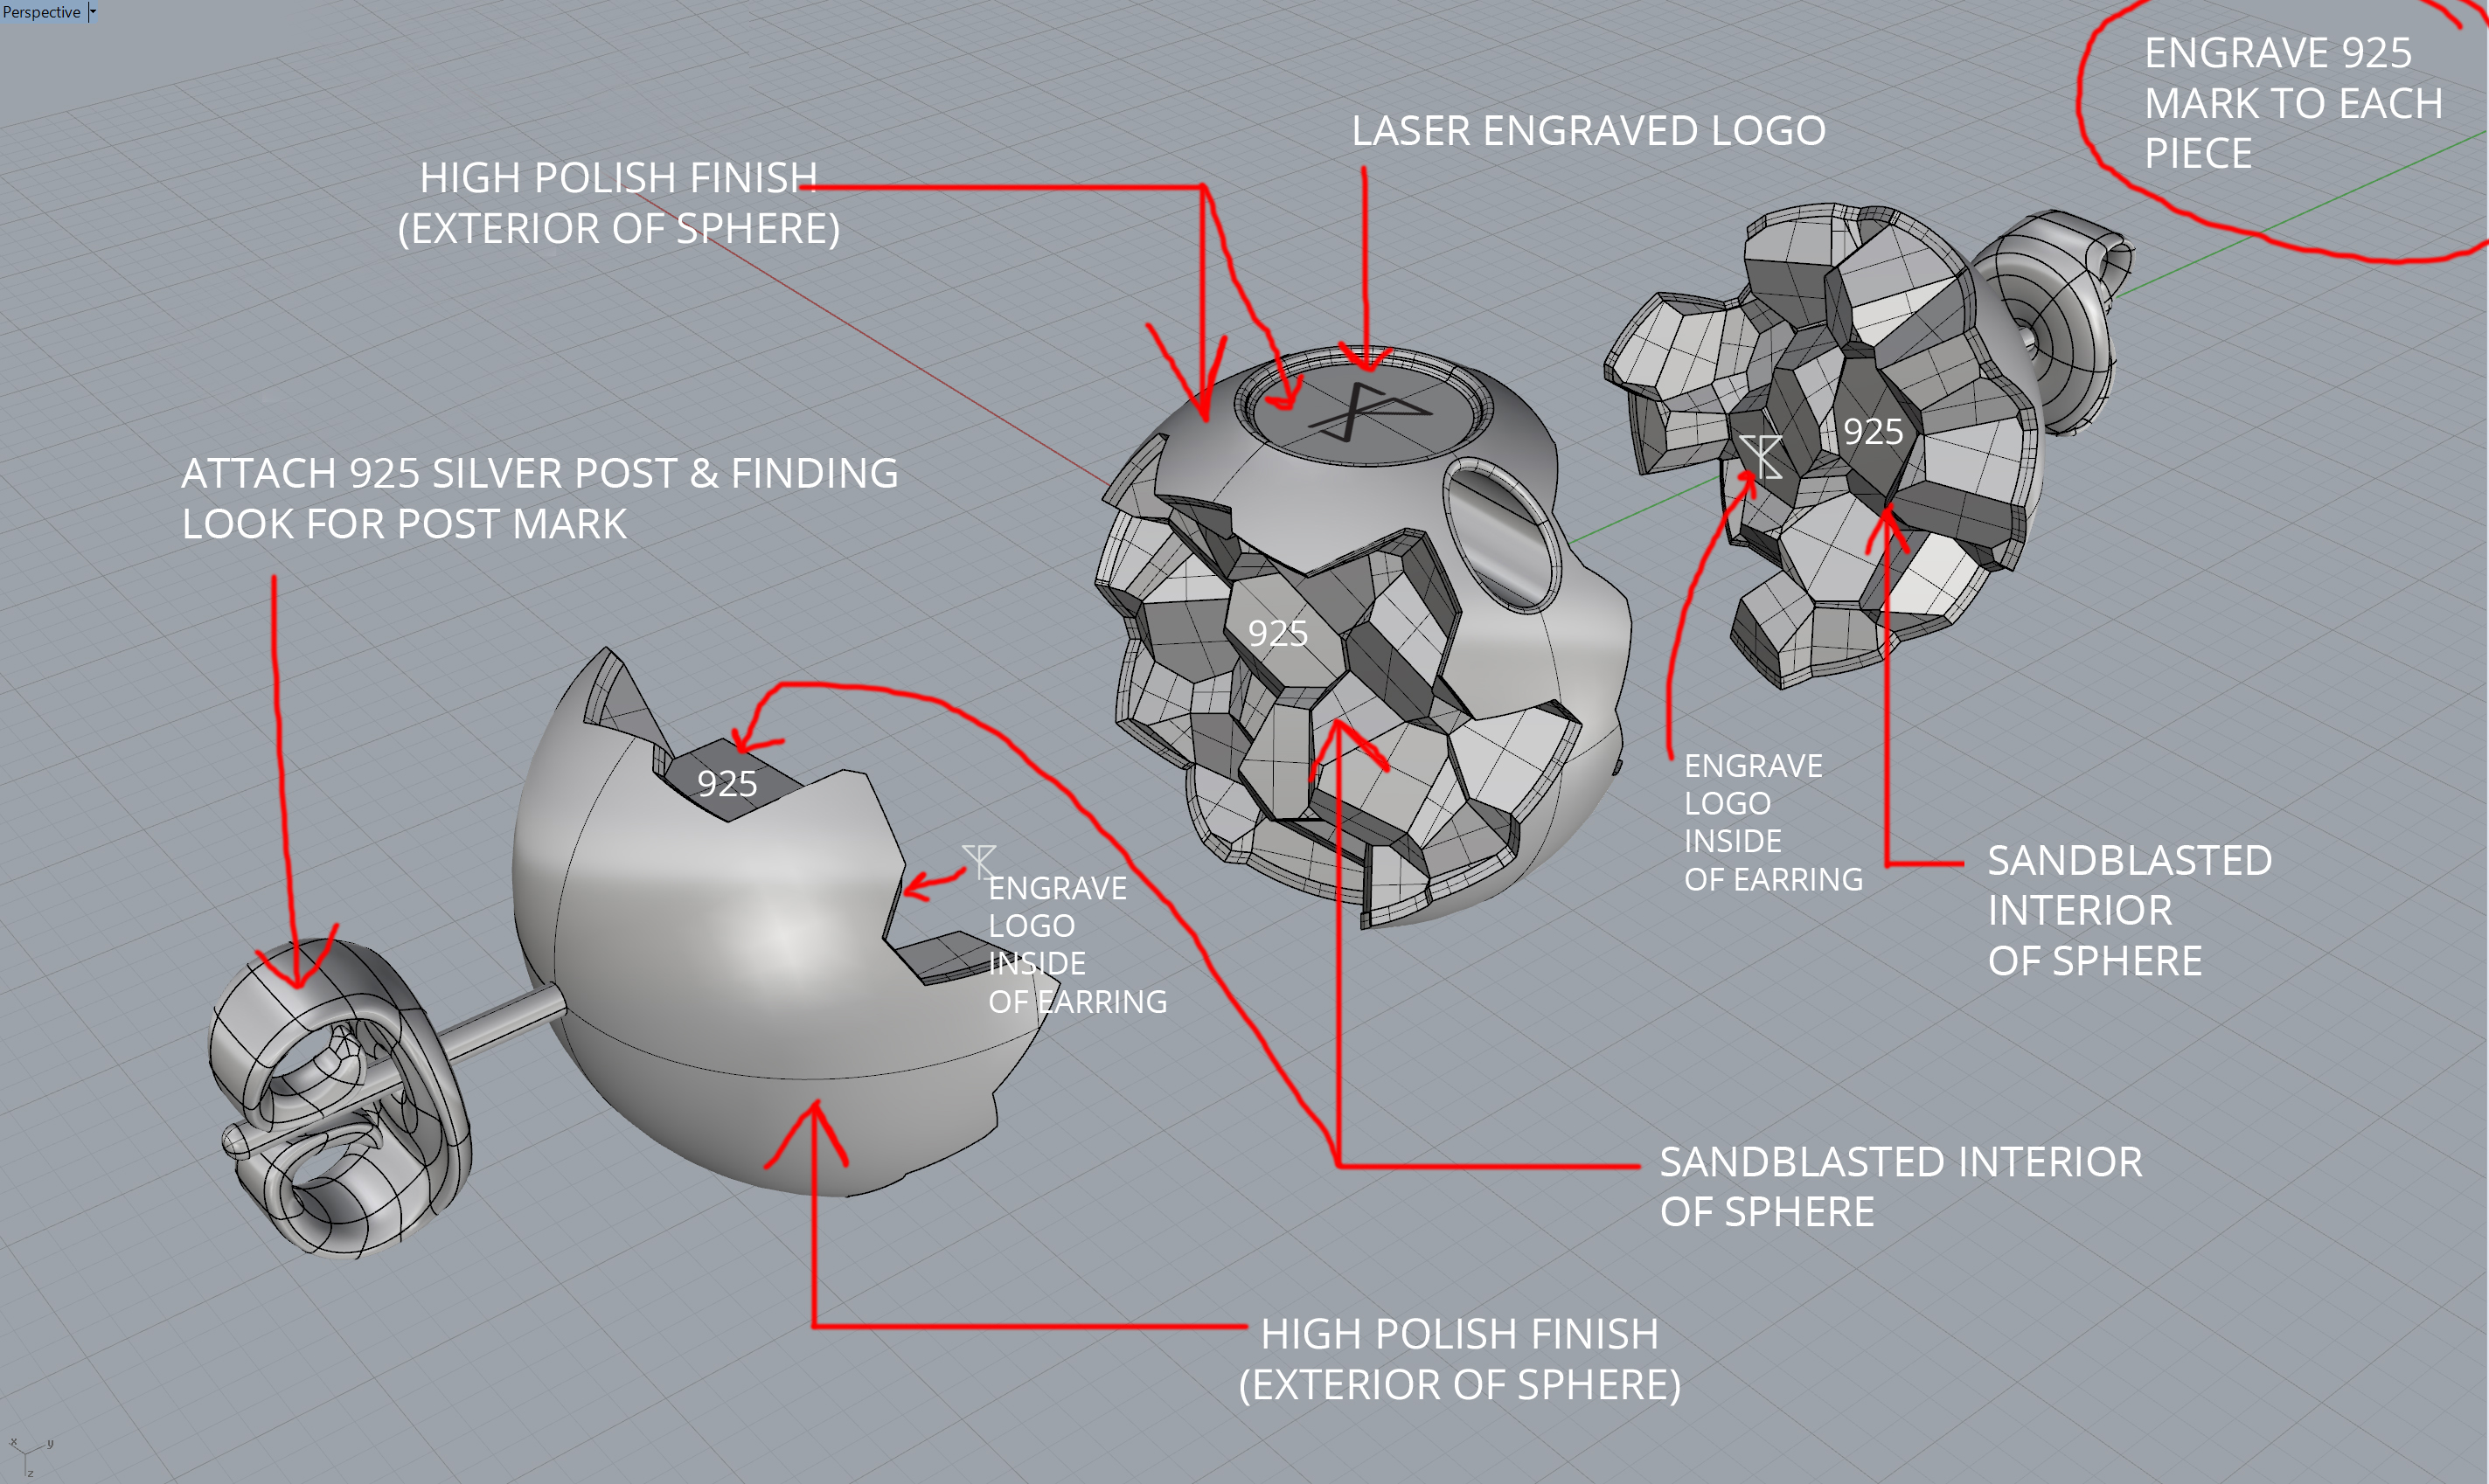 Perspective
ENGRAVE 925
MARK TO EACH
PIECE
LASER ENGRAVED LOGO
HIGH POLISH FINISH
(EXTERIOR OF SPHERE)
925
ATTACH 925 SILVER POST & FINDING
LOOK FOR POST MARK
925
925
ENGRAVE
LOGO
INSIDE
OF EARRING
ENGRAVE
LOGO
INSIDE
OF EARRING
SANDBLASTED
INTERIOR
OF SPHERE
SANDBLASTED INTERIOR
OF SPHERE
HIGH POLISH FINISH
(EXTERIOR OF SPHERE)
x y
z